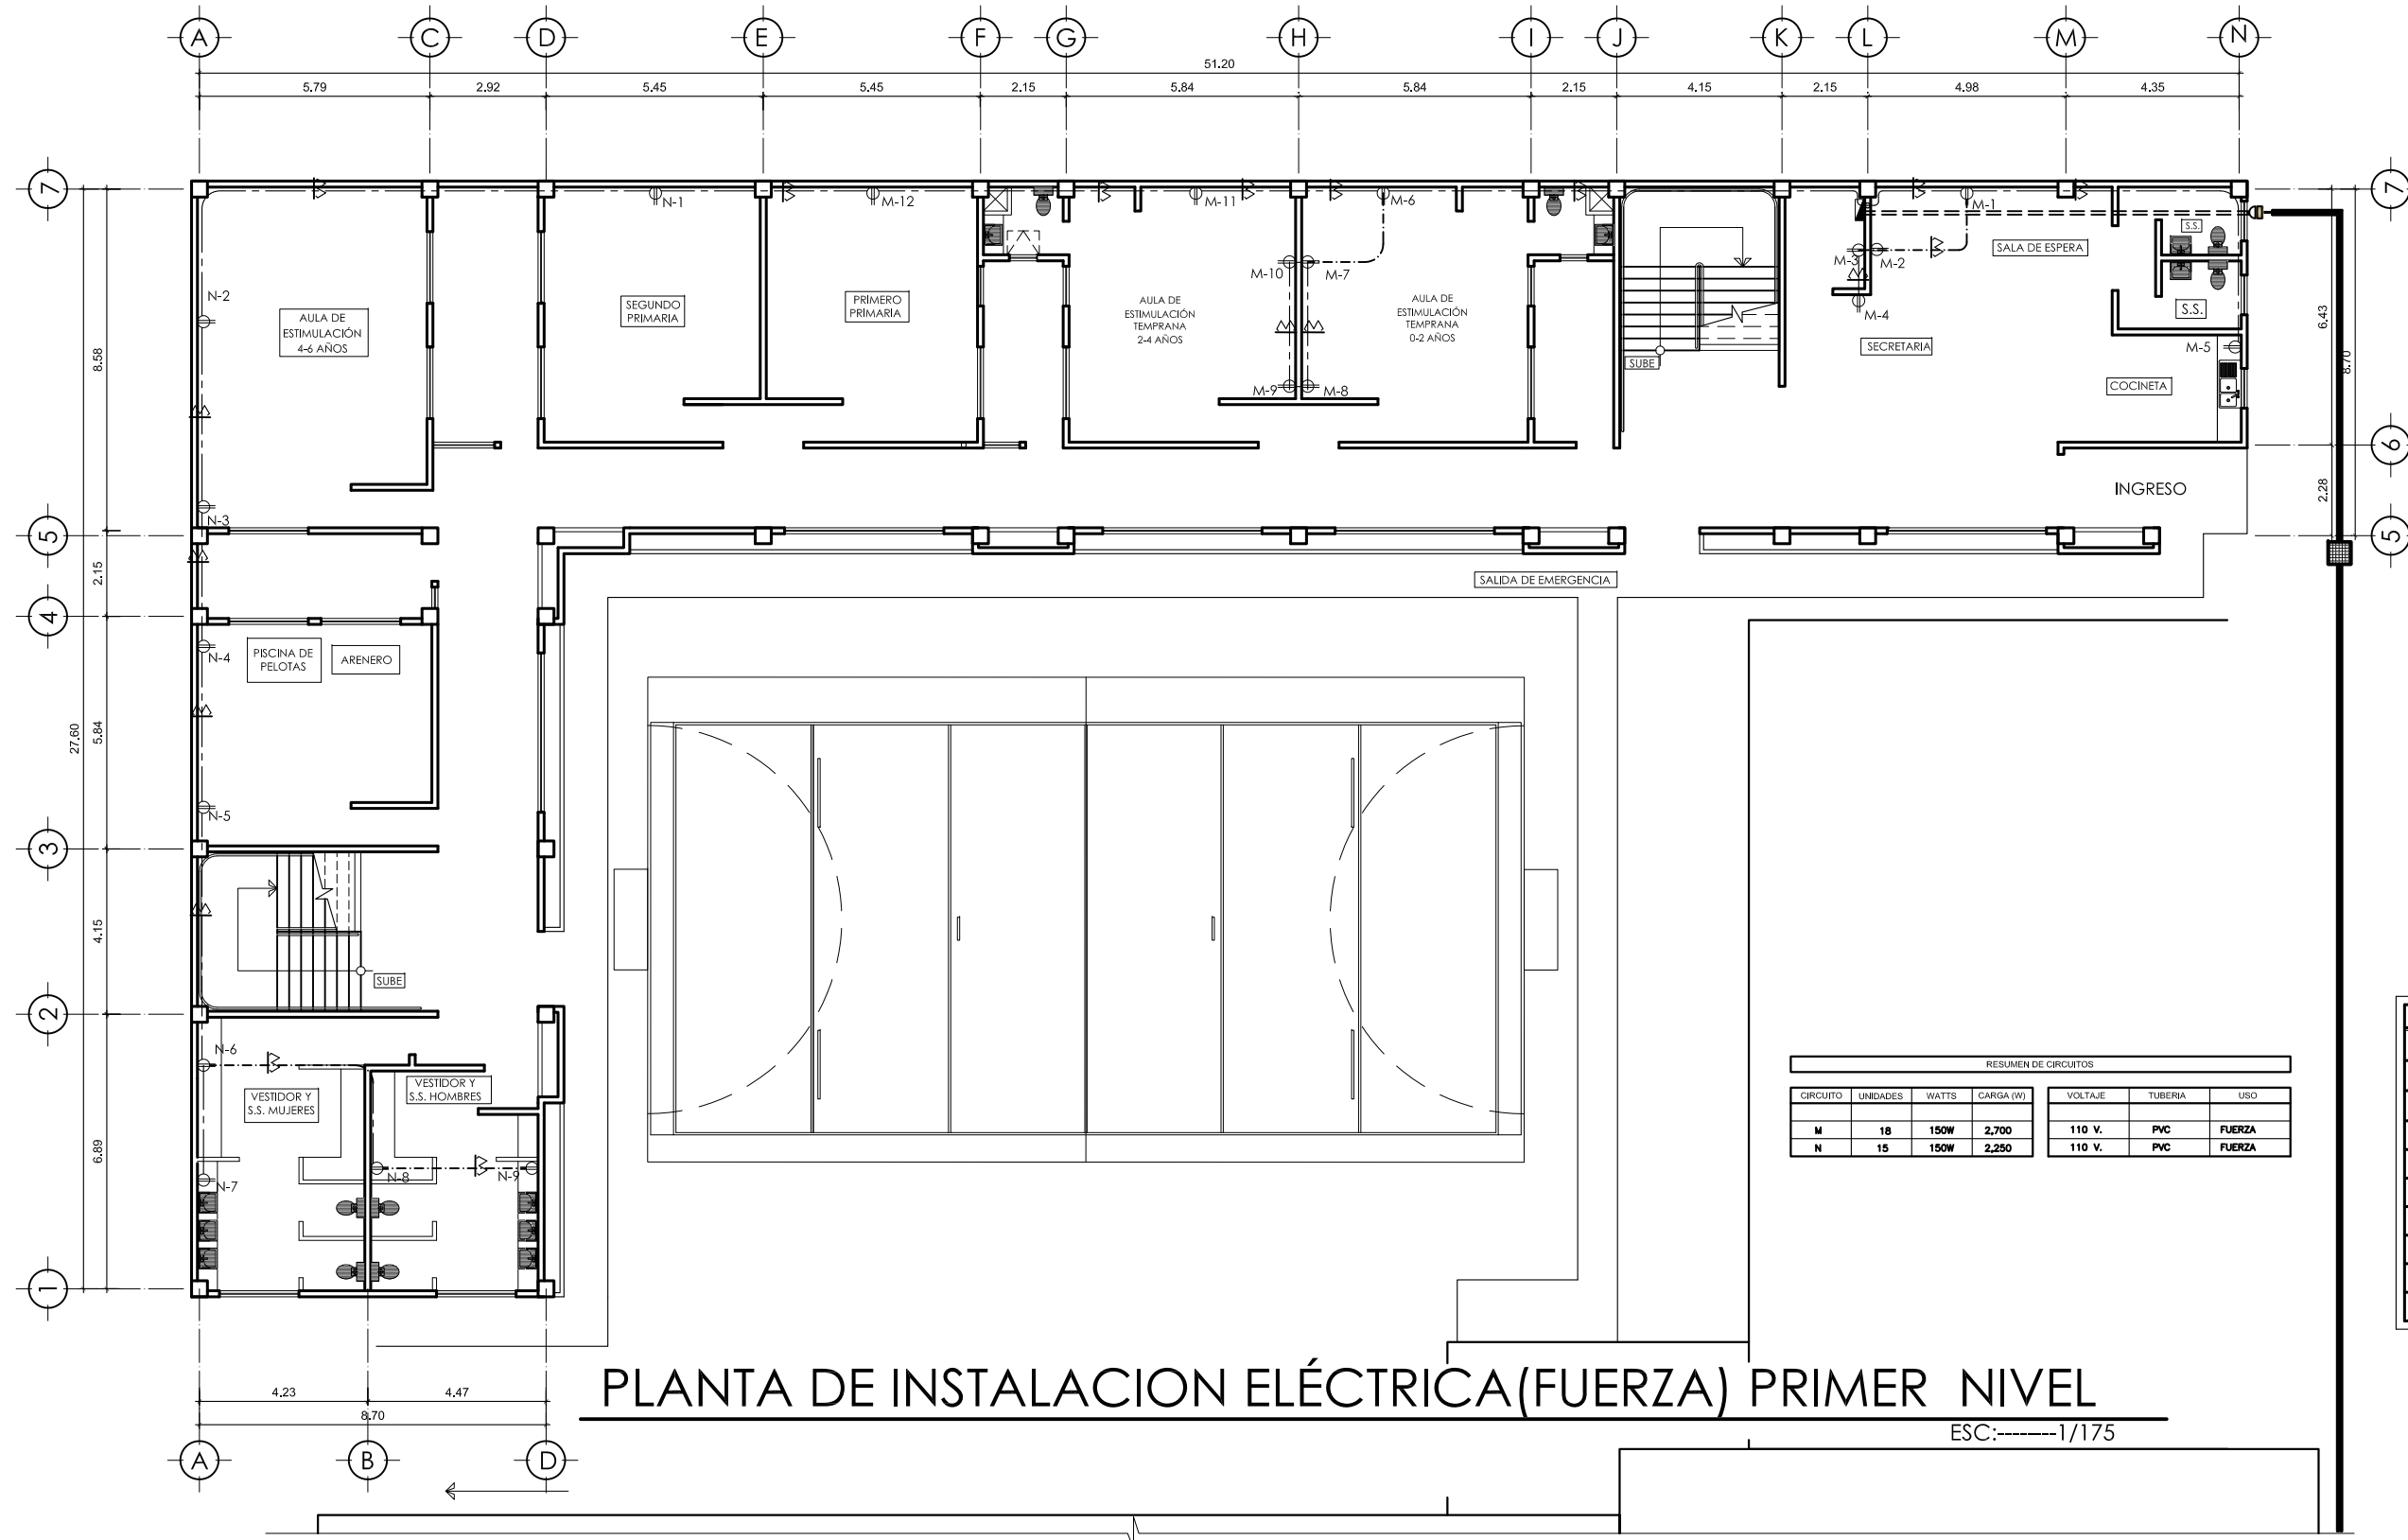 A C D E F G H I J K L M N
51.20
5.79 2.92 5.45 5.45 2.15 5.84 5.84 2.15 4.15 2.15 4.98 4.35
7 7
N-1 M-12 M-11 M-6 M-1
S.S.
SALA DE ESPERA
M-10 M-7 M-3 M-2
N-2
AULA DE
ESTIMULACIÓN
4-6 AÑOS
SEGUNDO
PRIMARIA
PRIMERO
PRIMARIA
AULA DE
ESTIMULACIÓN
TEMPRANA
2-4 AÑOS
AULA DE
ESTIMULACIÓN
TEMPRANA
0-2 AÑOS
M-4
S.S.
6.43
SECRETARIA
M-5
8.58
SUBE
8.70
M-9 M-8
COCINETA
6
INGRESO
2.28
N-3
5 5
2.15
SALIDA DE EMERGENCIA
4
N-4
PISCINA DE
PELOTAS
ARENERO
27.60
5.84
N-5
3
4.15
SUBE
2
N-6
VESTIDOR Y
S.S. MUJERES
VESTIDOR Y
S.S. HOMBRES
6.89
N-7 N-8 N-9
1
RESUMEN DE CIRCUITOS
CIRCUITO UNIDADES WATTS CARGA (W) VOLTAJE TUBERIA USO
M 18 150W 2,700 110 V. PVC FUERZA
N 15 150W 2,250 110 V. PVC FUERZA
4.23 4.47
8.70
A B D
PLANTA DE INSTALACION ELÉCTRICA(FUERZA) PRIMER NIVEL
ESC:-------1/175